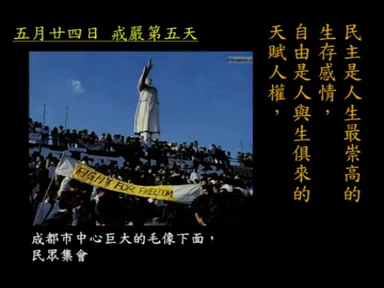 五月廿四日 戒嚴第五天
民主是人生最崇高的
生存感情，
自由是人與生俱來的
天賦人權，
FIGHT FOR FREEDOM
成都市中心巨大的毛像下面，
民眾集會